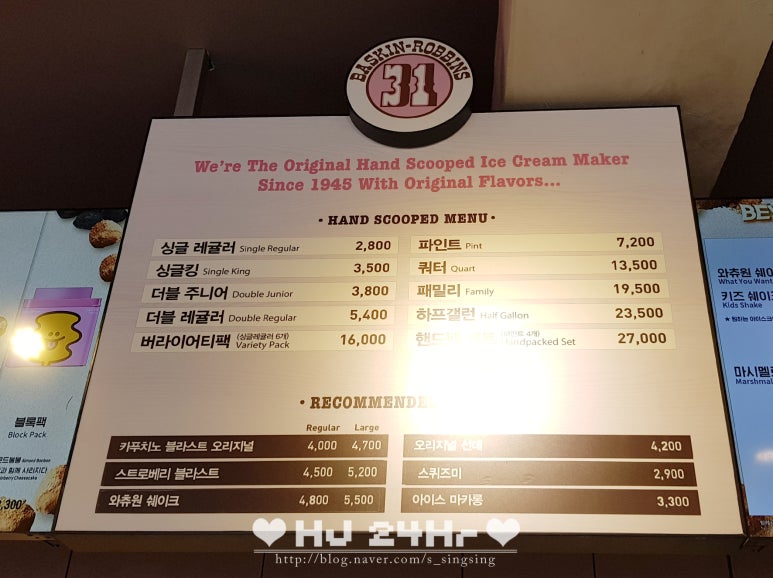 BASKIN-ROBBINS
31
We're The Original Hand Scooped Ice Cream Maker
Since 1945 With Original Flavors...
• HAND SCOOPED MENU •
싱글 레귤러 Single Regular 2,800
싱글킹 Single King 3,500
더블 주니어 Double Junior 3,800
더블 레귤러 Double Regular 5,400
버라이어티팩 (싱글레귤러 6개) Variety Pack 16,000
파인트 Pint 7,200
쿼터 Quart 13,500
패밀리 Family 19,500
하프갤런 Half Gallon 23,500
Handpacked Set 27,000
• RECOMMENDE
Regular Large
카푸치노 블라스트 오리지널 4,000 4,700
스트로베리 블라스트 4,500 5,200
와츄원 쉐이크 4,800 5,500
오리지널 선데 4,200
스퀴즈미 2,900
아이스 마카롱 3,300
블록팩
Block Pack
BE
와츄원 쉐이
What You Want
키즈 쉐이크
Kids Shake
마시멜
Marshmal
HJ 24Hr
http://blog.naver.com/s_singsing